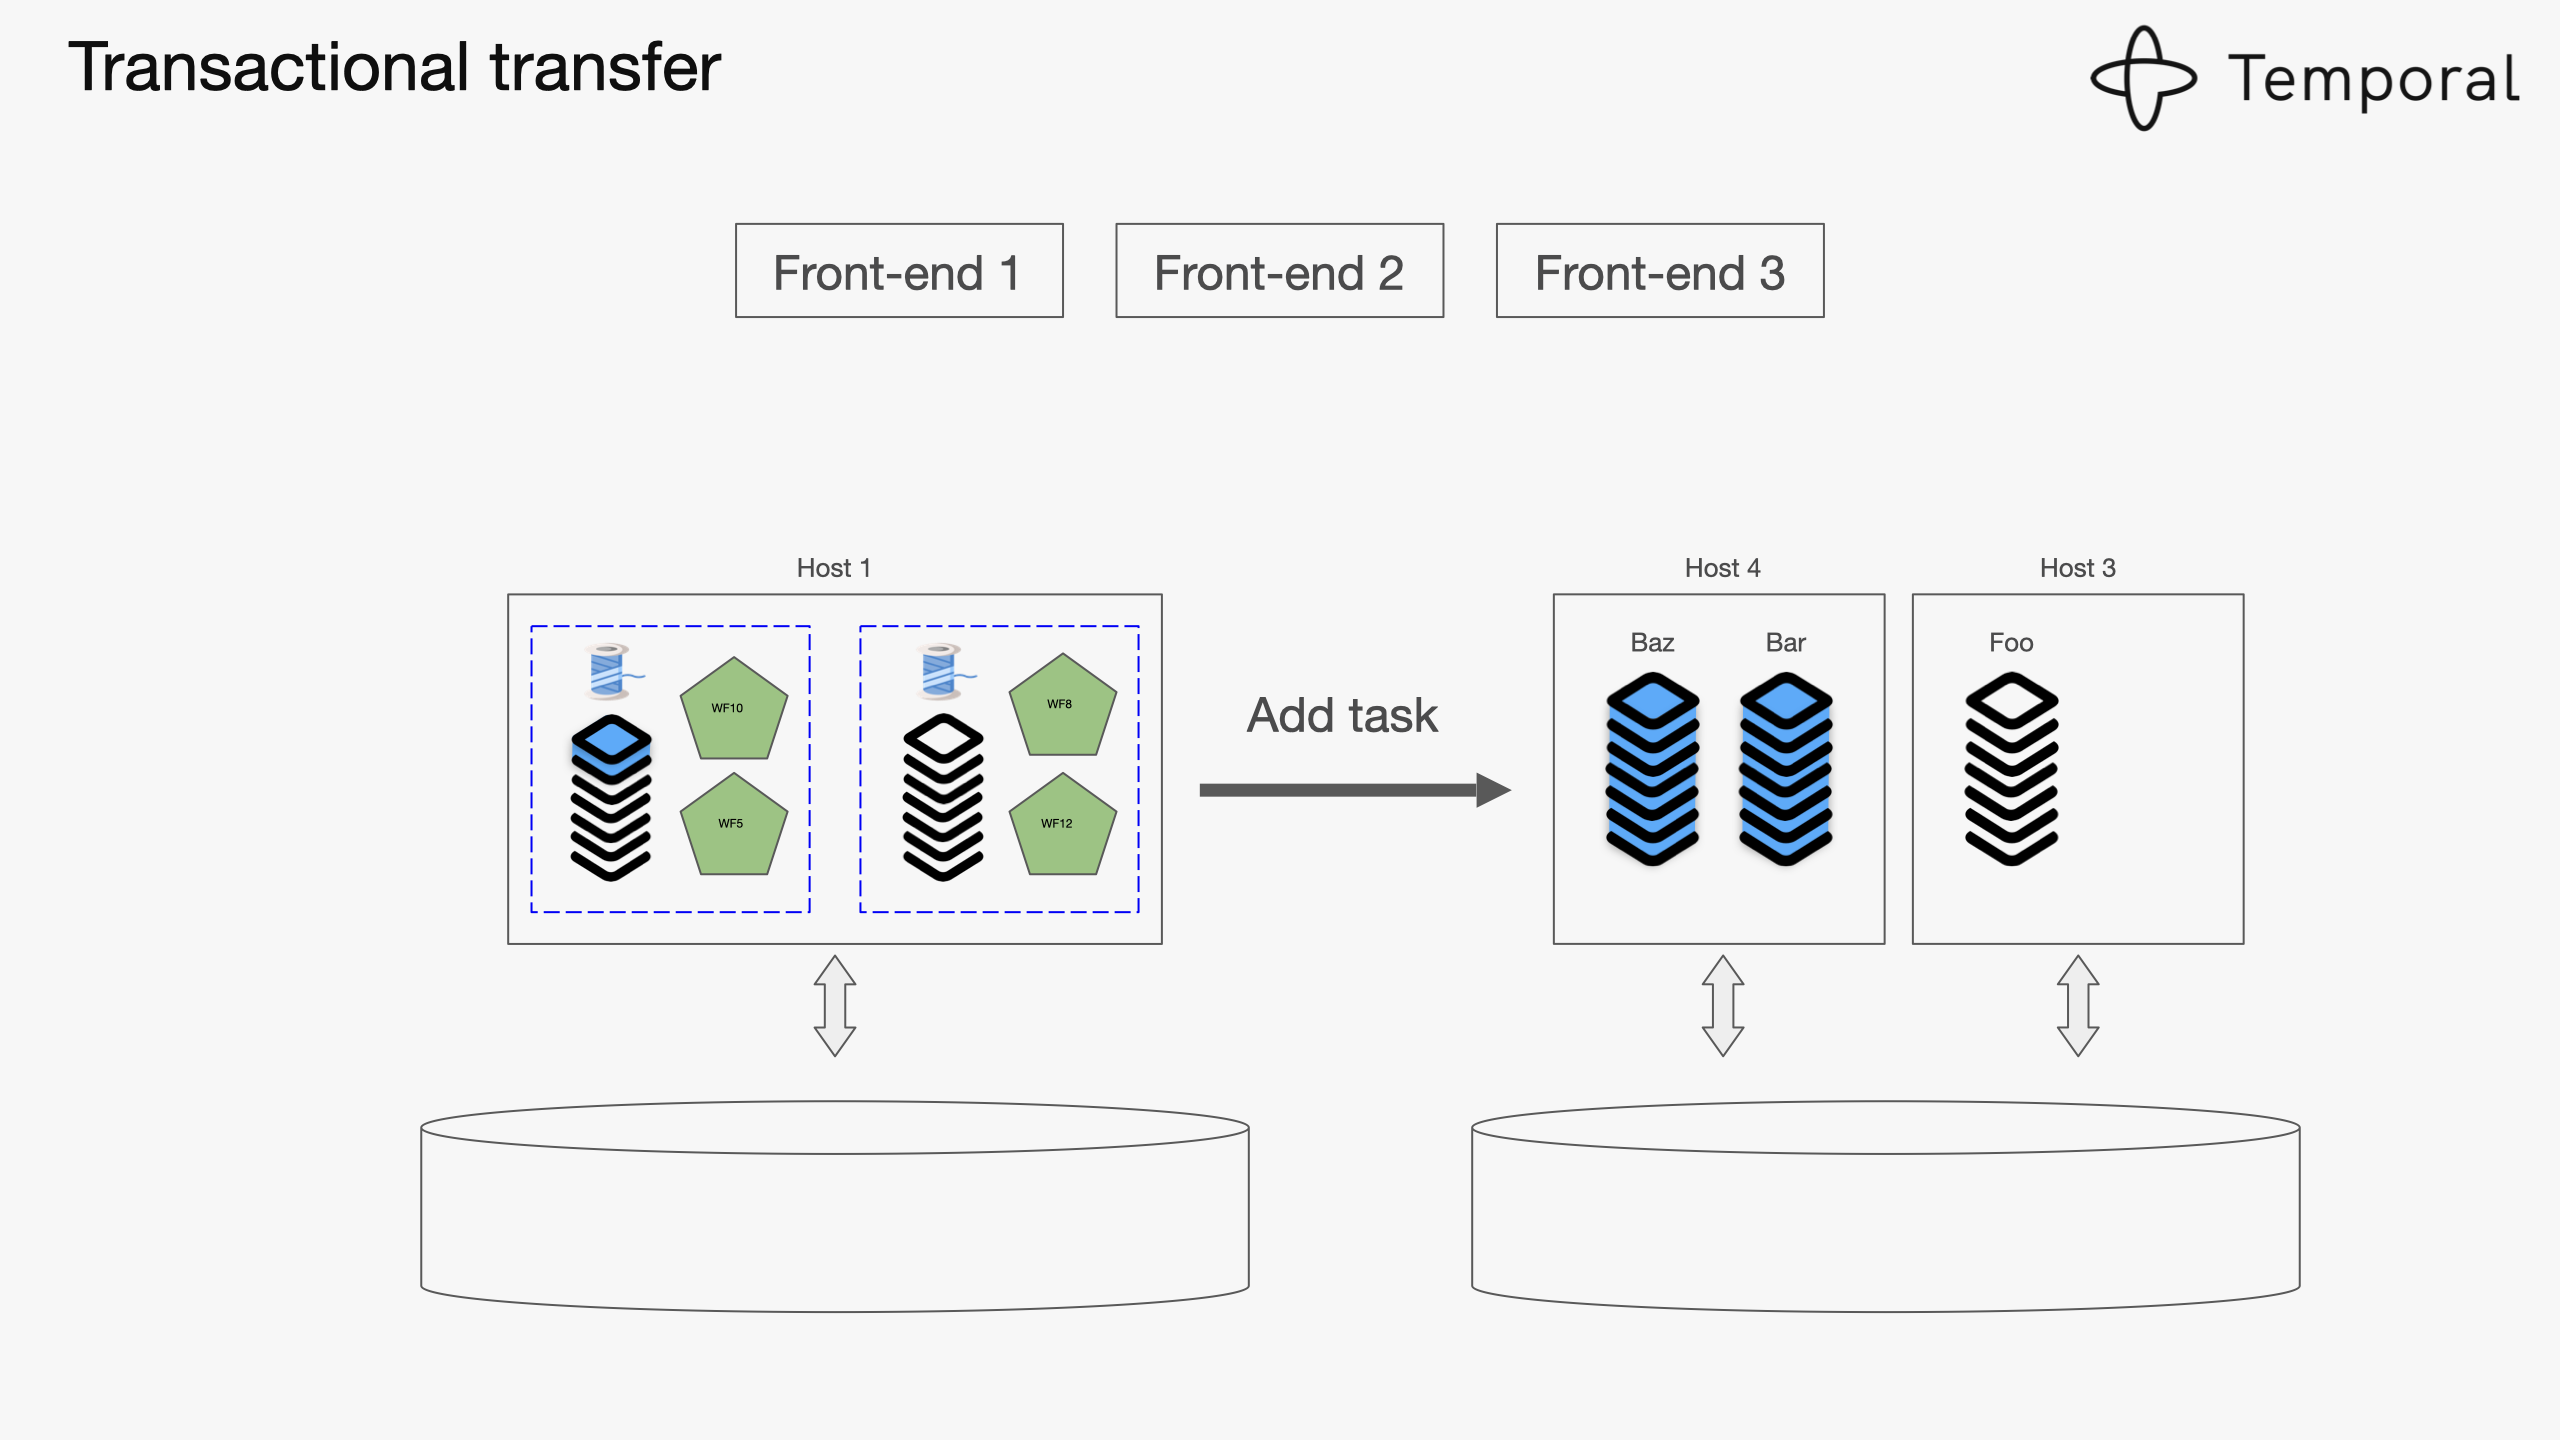 Transactional transfer
Temporal
Front-end 1
Front-end 2
Front-end 3
Host 1
Host 4
Host 3
WF10
WF5
WF8
WF12
Add task
Baz
Bar
Foo